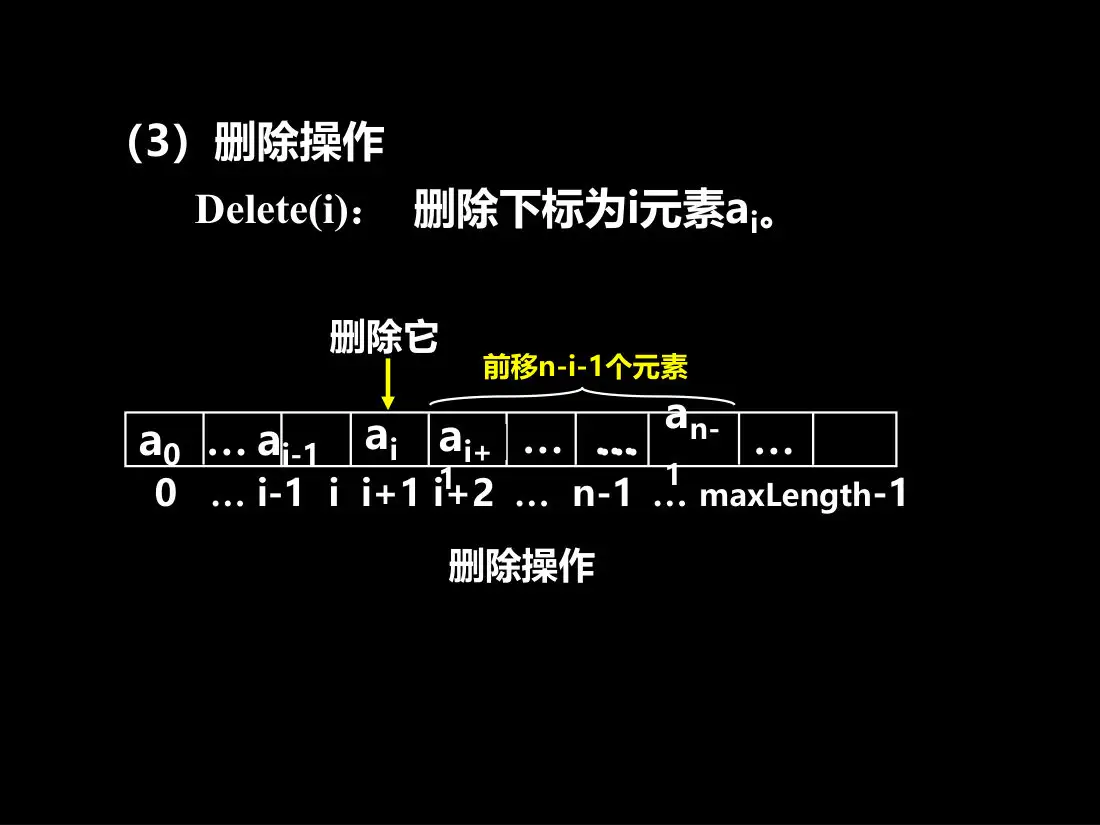 （3）删除操作
Delete(i)： 删除下标为i元素aᵢ。
删除它
前移n-i-1个元素
a0 … ai-1 ai ai+1 … … an-1 …
0 … i-1 i i+1 i+2 … n-1 … maxLength-1
删除操作